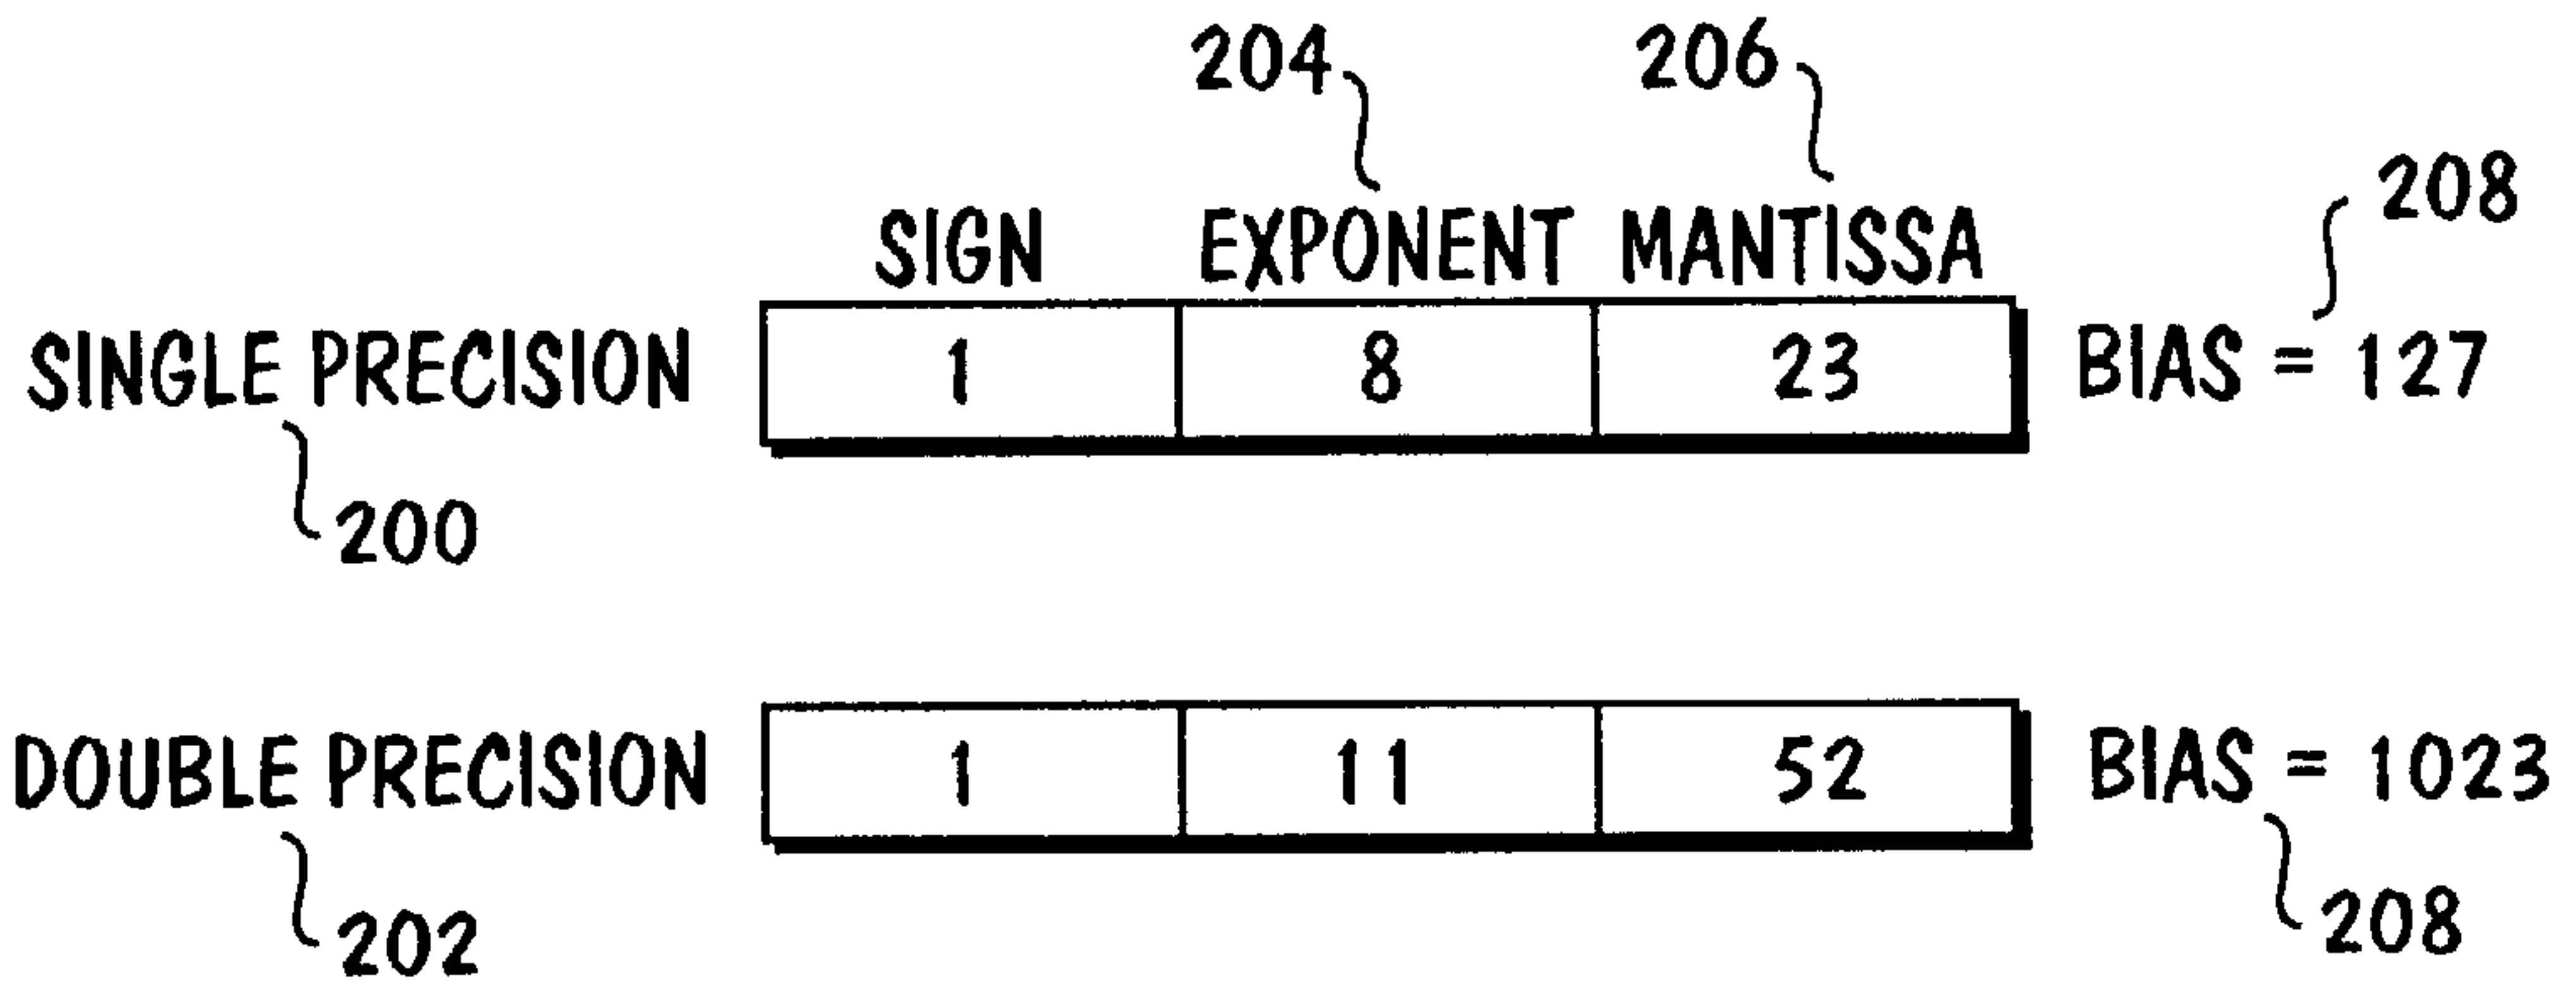 204 206
208
SIGN EXPONENT MANTISSA
SINGLE PRECISION 1 8 23 BIAS = 127
200
DOUBLE PRECISION 1 11 52 BIAS = 1023
202 208